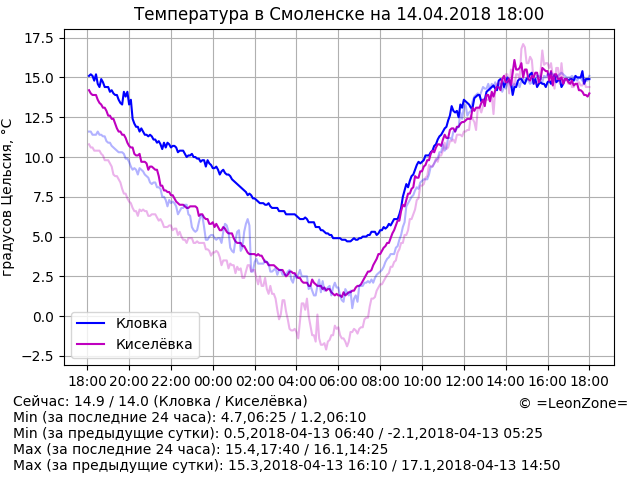 Температура в Смоленске на 14.04.2018 18:00
17.5
15.0
12.5
10.0
7.5
5.0
2.5
0.0
−2.5
градусов Цельсия, °C
Кловка
Киселёвка
18:00 20:00 22:00 00:00 02:00 04:00 06:00 08:00 10:00 12:00 14:00 16:00 18:00
Сейчас: 14.9 / 14.0 (Кловка / Киселёвка)
© =LeonZone=
Min (за последние 24 часа): 4.7,06:25 / 1.2,06:10
Min (за предыдущие сутки): 0.5,2018-04-13 06:40 / -2.1,2018-04-13 05:25
Max (за последние 24 часа): 15.4,17:40 / 16.1,14:25
Max (за предыдущие сутки): 15.3,2018-04-13 16:10 / 17.1,2018-04-13 14:50